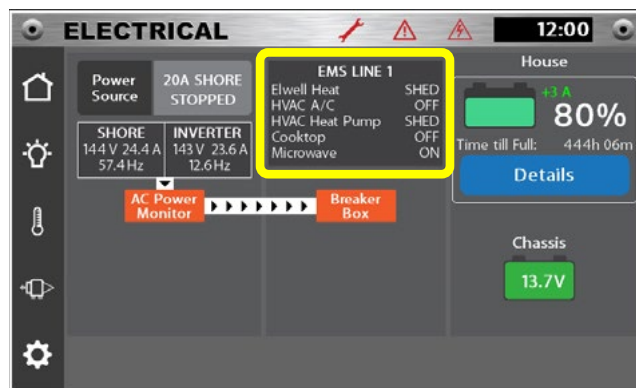 ELECTRICAL
12:00
Power
Source
20A SHORE
STOPPED
SHORE
144 V 24.4 A
57.4 Hz
INVERTER
143 V 23.6 A
12.6 Hz
AC Power
Monitor
Breaker
Box
EMS LINE 1
Elwell Heat SHED
HVAC A/C OFF
HVAC Heat Pump SHED
Cooktop OFF
Microwave ON
House
+3 A
80%
Time till Full: 444h 06m
Details
Chassis
13.7V